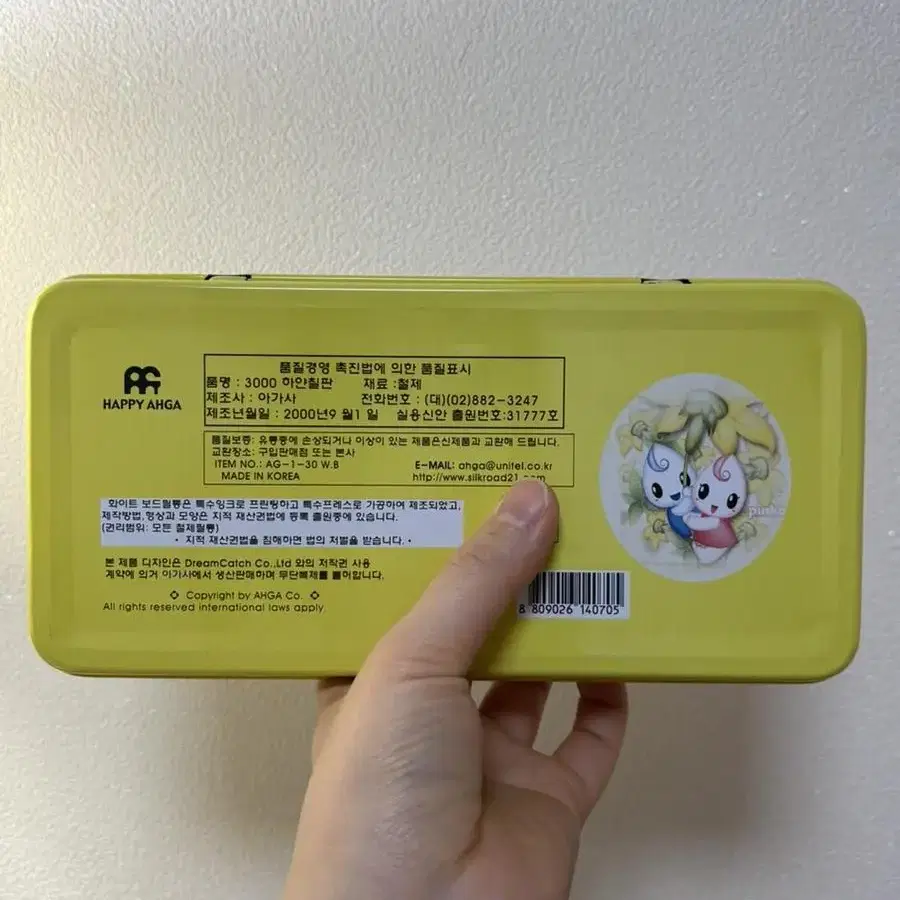 HAPPY AHGA
품질경영 촉진법에 의한 품질표시
품명 : 3000 하얀칠판 재료 :철제
제조사 : 아가사 전화번호 : (대)(02)882-3247
제조년월일 : 2000년9 월1 일 실용신안 출원번호:31777호
품질보증: 유통중에 손상되거나 이상이 있는 제품은신제품과 교환해 드립니다.
교환장소: 구입판매점 또는 본사
ITEM NO.: AG-1-30 W.B E-MAIL: ahga@unitel.co.kr
MADE IN KOREA http://www.silkroad21.com
화이트 보드필통은 특수잉크로 프린팅하고 특수프레스로 가공하여 제조되었고,
제작방법,형상과 모양은 지적 재산권법에 등록 출원중에 있습니다.
(권리범위: 모든 철제필통)
• 지적 재산권법을 침해하면 법의 처벌을 받습니다. •
본 제품 디자인은 DreamCatch Co.,Ltd 와의 저작권 사용
계약에 의거 아가사에서 생산판매하며 무단복제를 불허합니다.
◇ Copyright by AHGA Co. ◇
All rights reserved international laws apply.
8 809026 140705